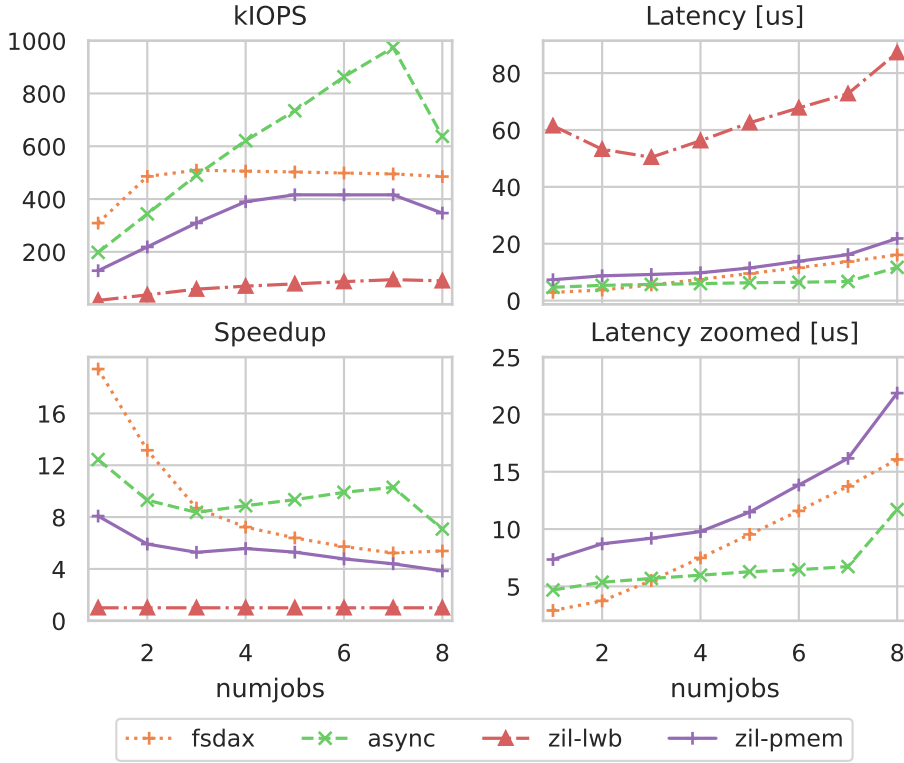 kIOPS
1000
800
600
400
200
Latency [us]
80
60
40
20
0
Speedup
16
12
8
4
0
2 4 6 8
numjobs
Latency zoomed [us]
25
20
15
10
5
2 4 6 8
numjobs
fsdax async zil-lwb zil-pmem